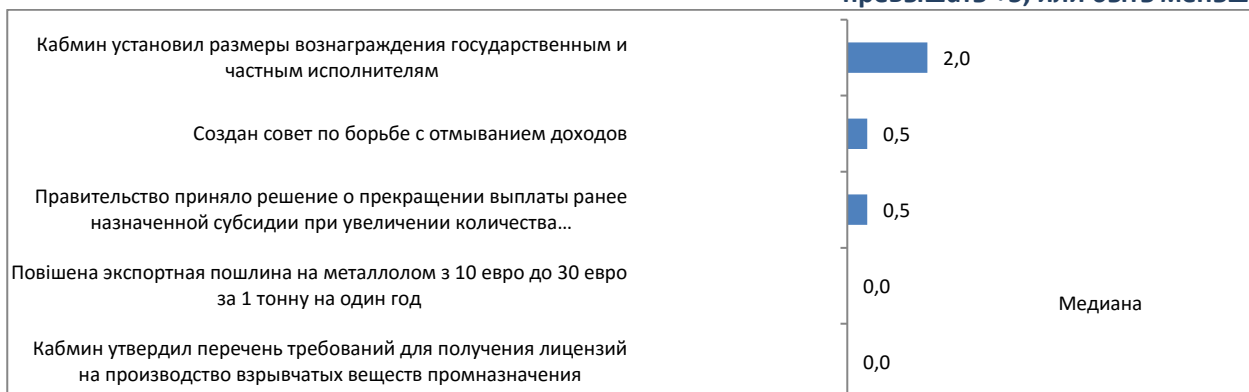 Кабмин установил размеры вознаграждения государственным и
частным исполнителям
2,0
Создан совет по борьбе с отмыванием доходов
0,5
Правительство приняло решение о прекращении выплаты ранее
назначенной субсидии при увеличении количества…
0,5
Повішена экспортная пошлина на металлолом з 10 евро до 30 евро
за 1 тонну на один год
0,0
Медиана
Кабмин утвердил перечень требований для получения лицензий
на производство взрывчатых веществ промназначения
0,0